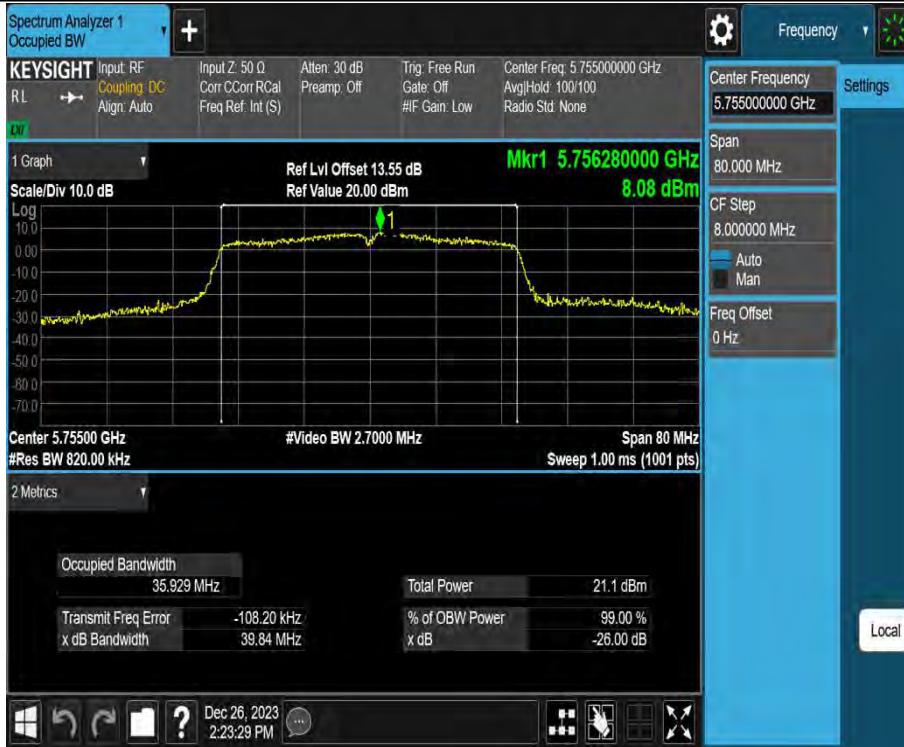 Spectrum Analyzer 1
Occupied BW
+
Frequency
KEYSIGHT
RL
Input: RF
Coupling: DC
Align: Auto
Input Z: 50 Ω
Corr CCorr RCal
Freq Ref: Int (S)
Atten: 30 dB
Preamp: Off
Trig: Free Run
Gate: Off
#IF Gain: Low
Center Freq: 5.755000000 GHz
Avg|Hold: 100/100
Radio Std: None
LXI
1 Graph
Scale/Div 10.0 dB
Ref Lvl Offset 13.55 dB
Ref Value 20.00 dBm
Mkr1 5.756280000 GHz
8.08 dBm
Log
10.0
0.00
-10.0
-20.0
-30.0
-40.0
-50.0
-60.0
-70.0
1
Center 5.75500 GHz
#Res BW 820.00 kHz
#Video BW 2.7000 MHz
Span 80 MHz
Sweep 1.00 ms (1001 pts)
2 Metrics
Occupied Bandwidth
35.929 MHz
Total Power 21.1 dBm
Transmit Freq Error -108.20 kHz
% of OBW Power 99.00 %
x dB Bandwidth 39.84 MHz
x dB -26.00 dB
Center Frequency
5.755000000 GHz
Settings
Span
80.000 MHz
CF Step
8.000000 MHz
Auto
Man
Freq Offset
0 Hz
Local
?
Dec 26, 2023
2:23:29 PM